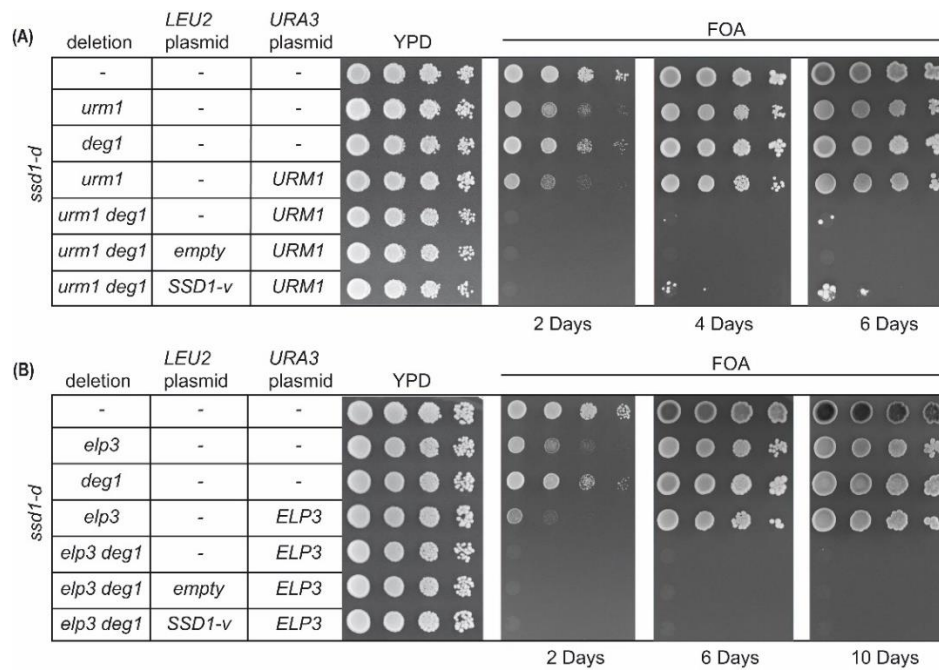 (A)
deletion LEU2 plasmid URA3 plasmid YPD FOA
ssd1-d
- - -
urm1 - -
deg1 - -
urm1 - URM1
urm1 deg1 - URM1
urm1 deg1 empty URM1
urm1 deg1 SSD1-v URM1
2 Days 4 Days 6 Days
(B)
deletion LEU2 plasmid URA3 plasmid YPD FOA
ssd1-d
- - -
elp3 - -
deg1 - -
elp3 - ELP3
elp3 deg1 - ELP3
elp3 deg1 empty ELP3
elp3 deg1 SSD1-v ELP3
2 Days 6 Days 10 Days